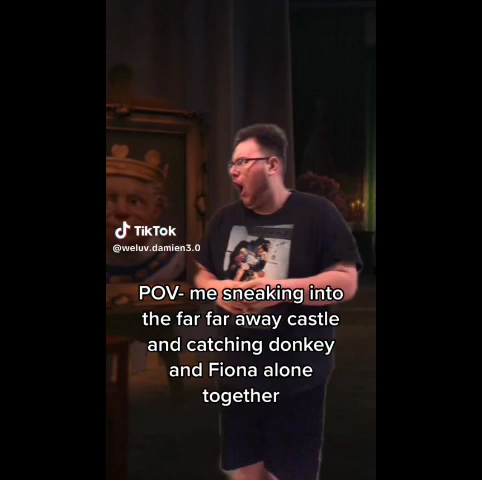 TikTok
@weluv.damien3.0
POV- me sneaking into
the far far away castle
and catching donkey
and Fiona alone
together